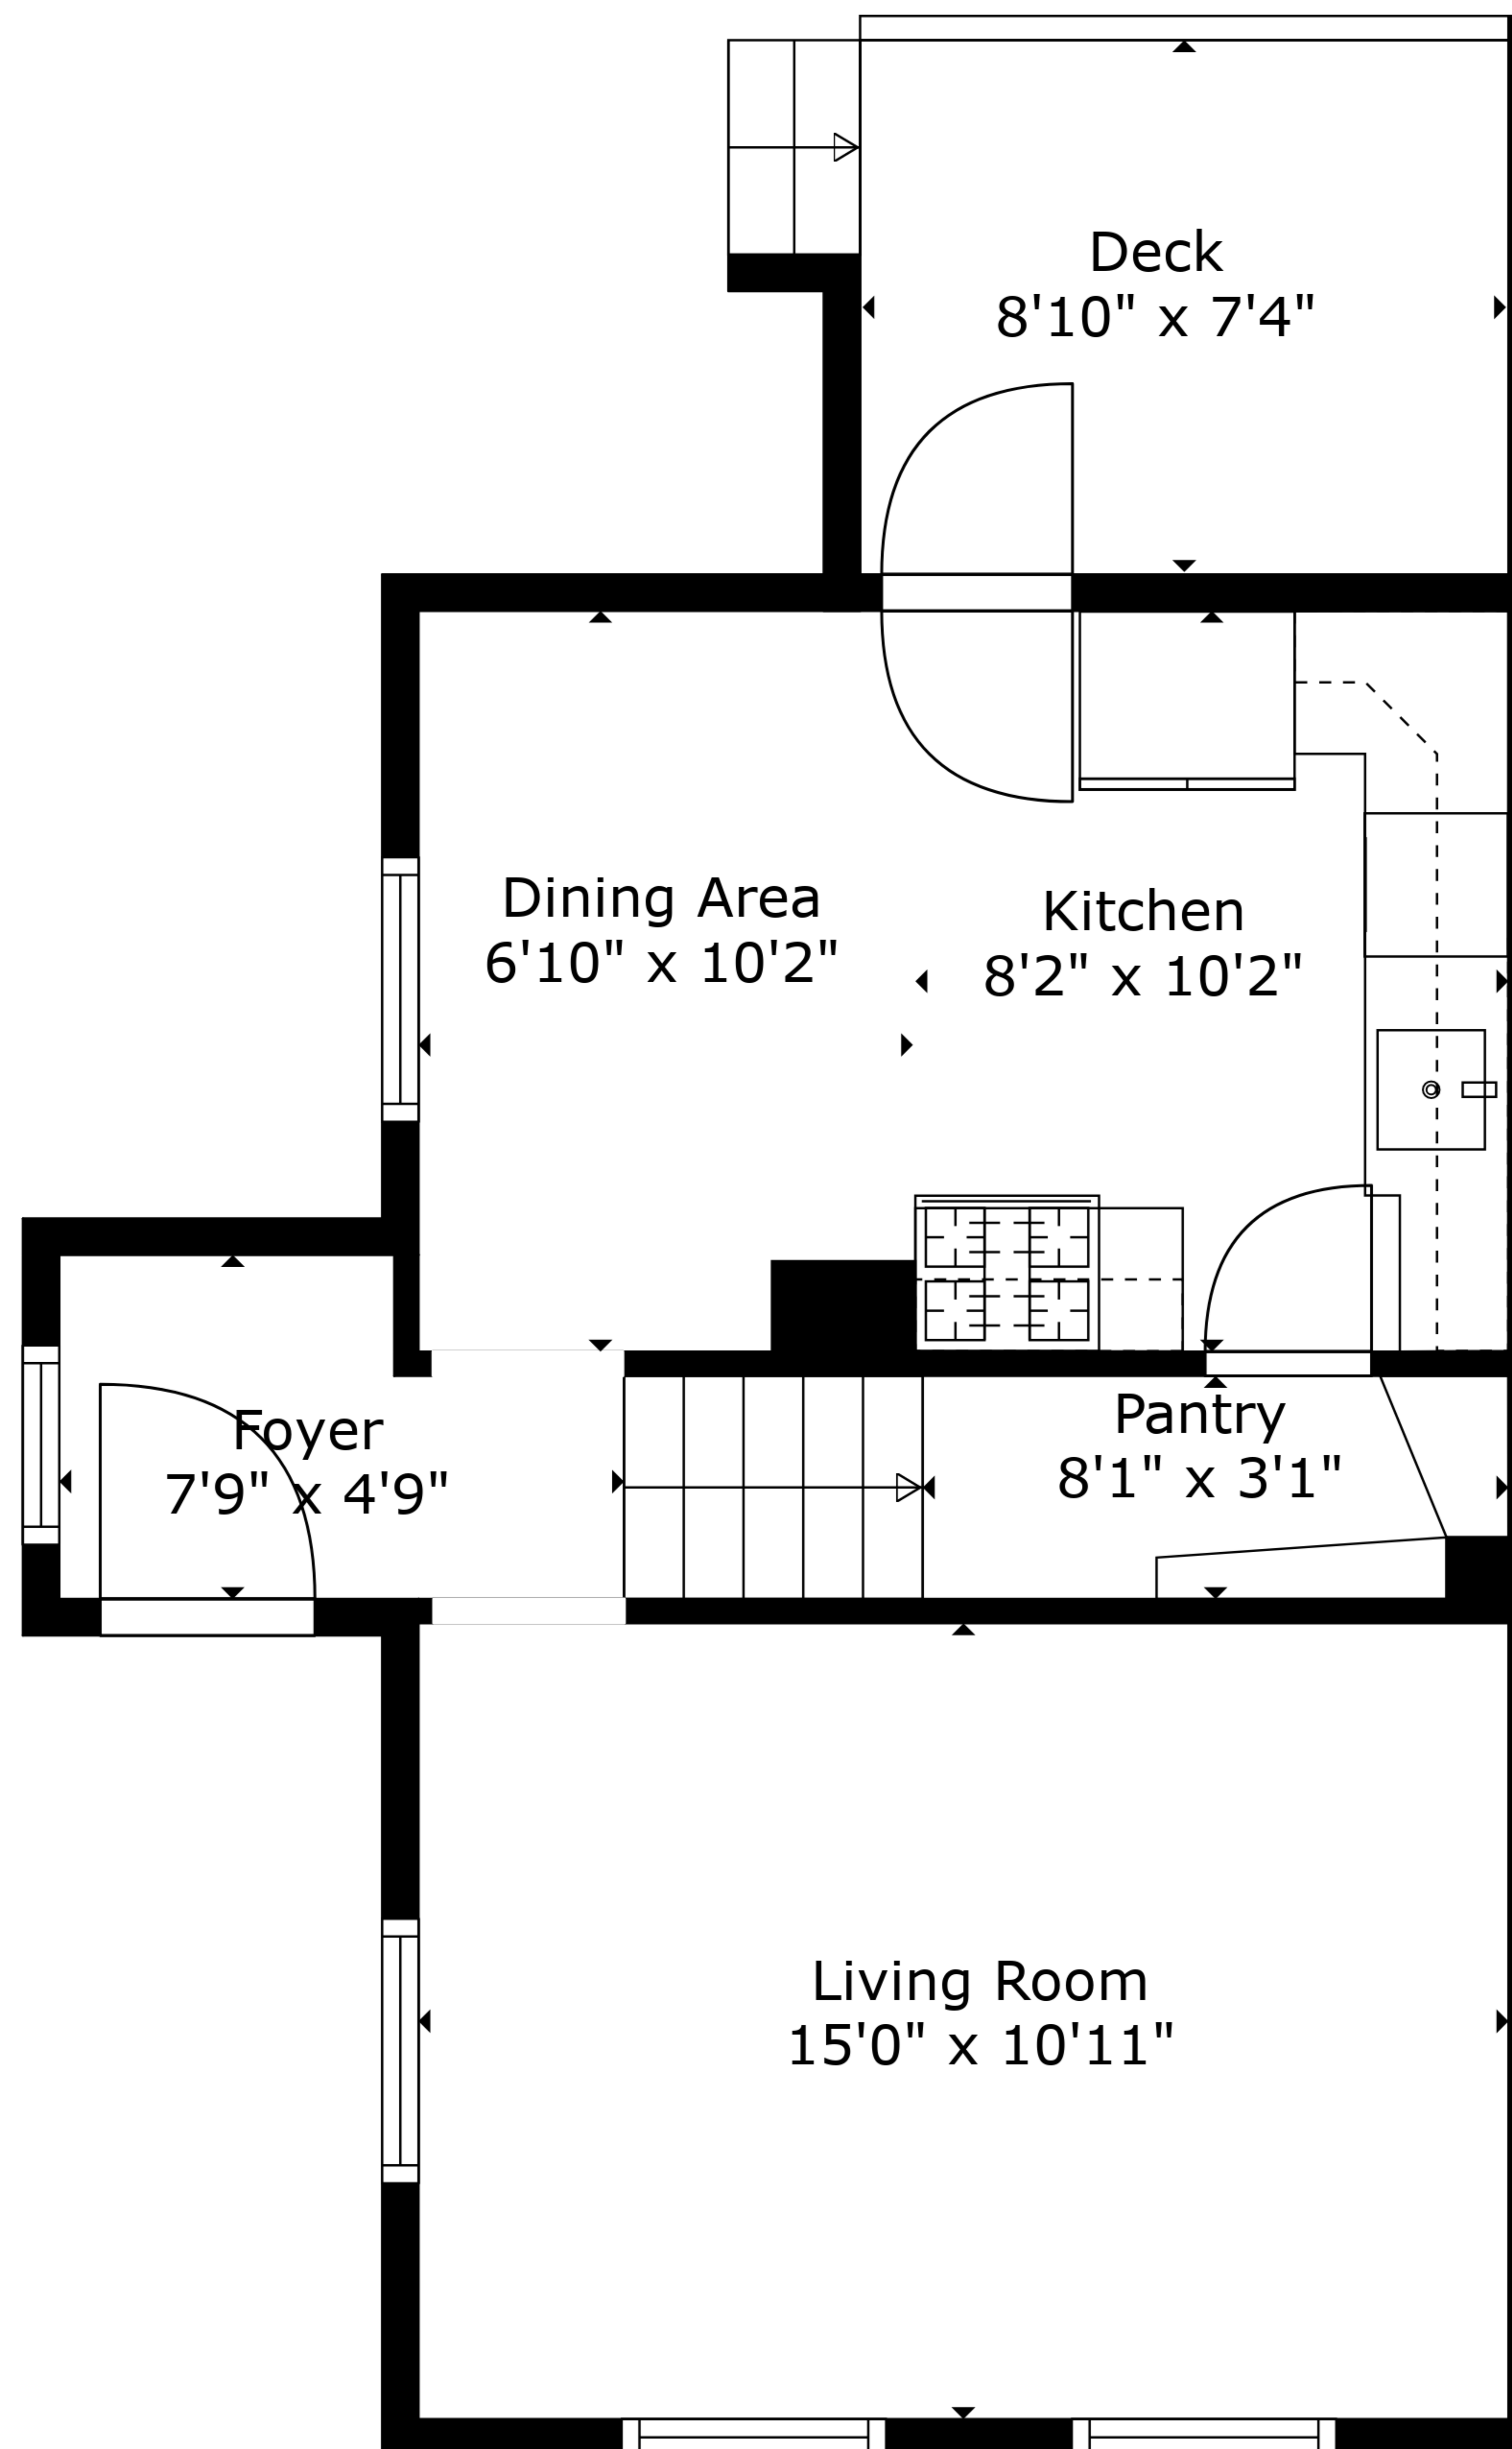 Deck
8'10" x 7'4"
Dining Area
6'10" x 10'2"
Kitchen
8'2" x 10'2"
Foyer
7'9" x 4'9"
Pantry
8'1" x 3'1"
Living Room
15'0" x 10'11"